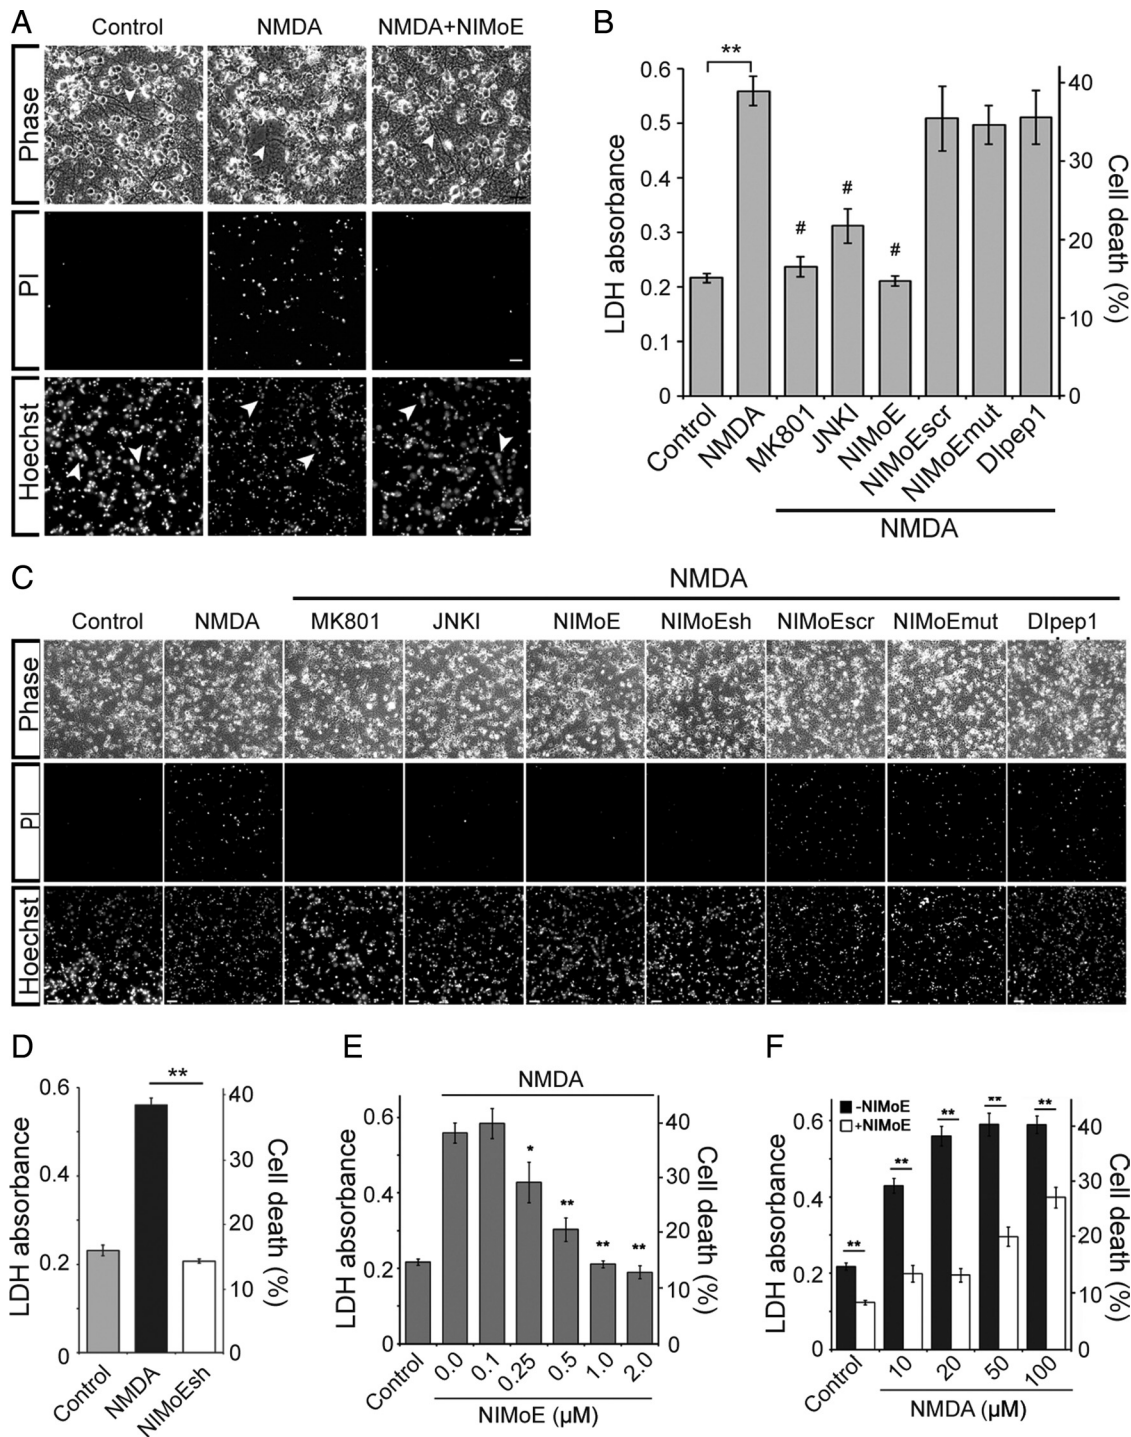 A
Control NMDA NMDA+NIMoE
Phase
PI
Hoechst
B
**
0.6
0.5
0.4
0.3
0.2
0.1
0
LDH absorbance
40
30
20
10
0
Cell death (%)
# # #
Control NMDA MK801 JNKI NIMoE NIMoEscr NIMoEmut DIpep1
NMDA
C
NMDA
Control NMDA MK801 JNKI NIMoE NIMoEsh NIMoEscr NIMoEmut DIpep1
Phase
PI
Hoechst
D
**
0.6
0.4
0.2
0
LDH absorbance
40
30
20
10
0
Cell death (%)
Control NMDA NIMoEsh
E
NMDA
0.6
0.4
0.2
0
LDH absorbance
* ** ** **
40
30
20
10
0
Cell death (%)
Control 0.0 0.1 0.25 0.5 1.0 2.0
NIMoE (µM)
F
-NIMoE
+NIMoE
** ** ** ** **
0.6
0.4
0.2
0
LDH absorbance
40
30
20
10
0
Cell death (%)
Control 10 20 50 100
NMDA (µM)